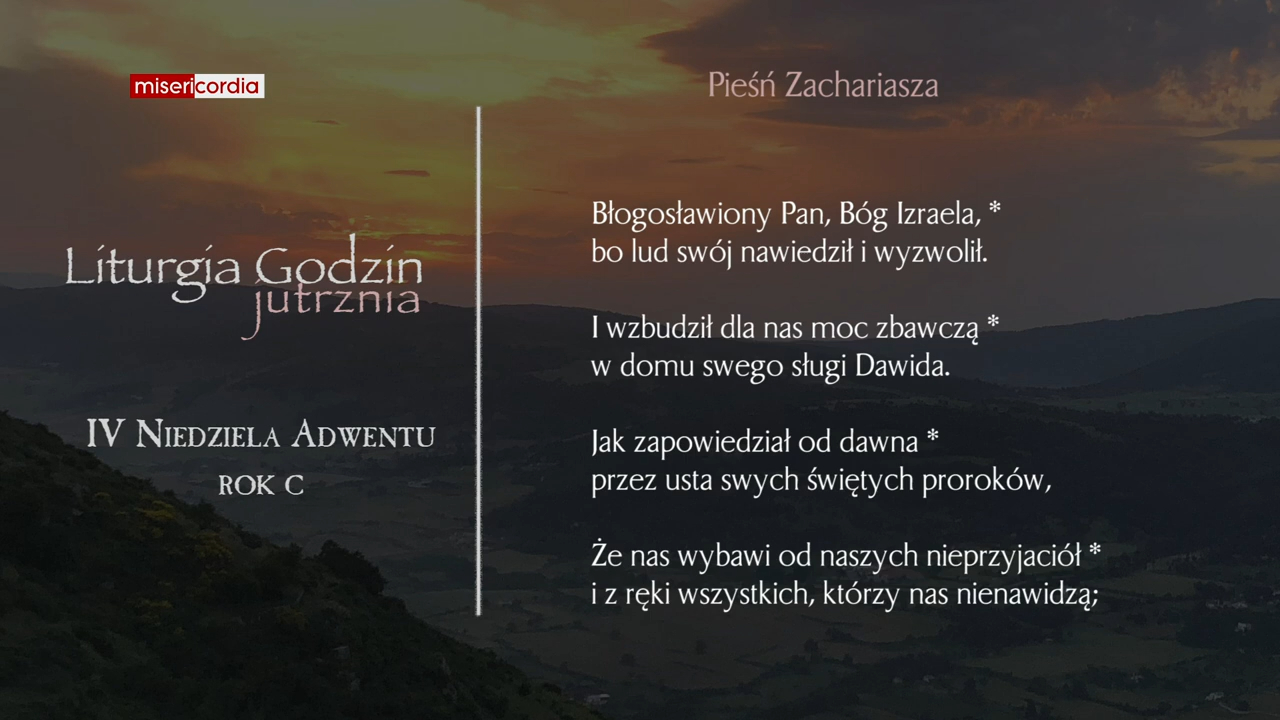 misericordia
Liturgia Godzin
jutrznia
IV Niedziela Adwentu
rok C
Pieśń Zachariasza
Błogosławiony Pan, Bóg Izraela, *
bo lud swój nawiedził i wyzwolił.
I wzbudził dla nas moc zbawczą *
w domu swego sługi Dawida.
Jak zapowiedział od dawna *
przez usta swych świętych proroków,
Że nas wybawi od naszych nieprzyjaciół *
i z ręki wszystkich, którzy nas nienawidzą;